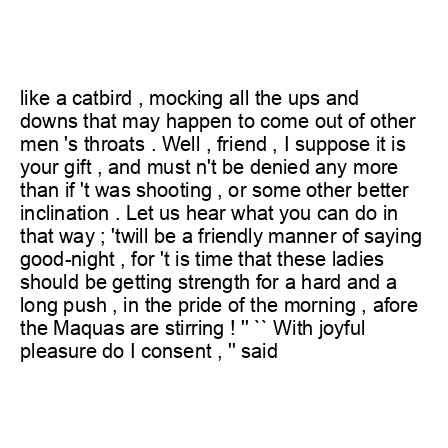 like a catbird , mocking all the ups and
downs that may happen to come out of other
men 's throats . Well , friend , I suppose it is
your gift , and must n't be denied any more
than if 't was shooting , or some other better
inclination . Let us hear what you can do in
that way ; 'twill be a friendly manner of saying
good-night , for 't is time that these ladies
should be getting strength for a hard and a
long push , in the pride of the morning , afore
the Maquas are stirring ! '' `` With joyful
pleasure do I consent , '' said